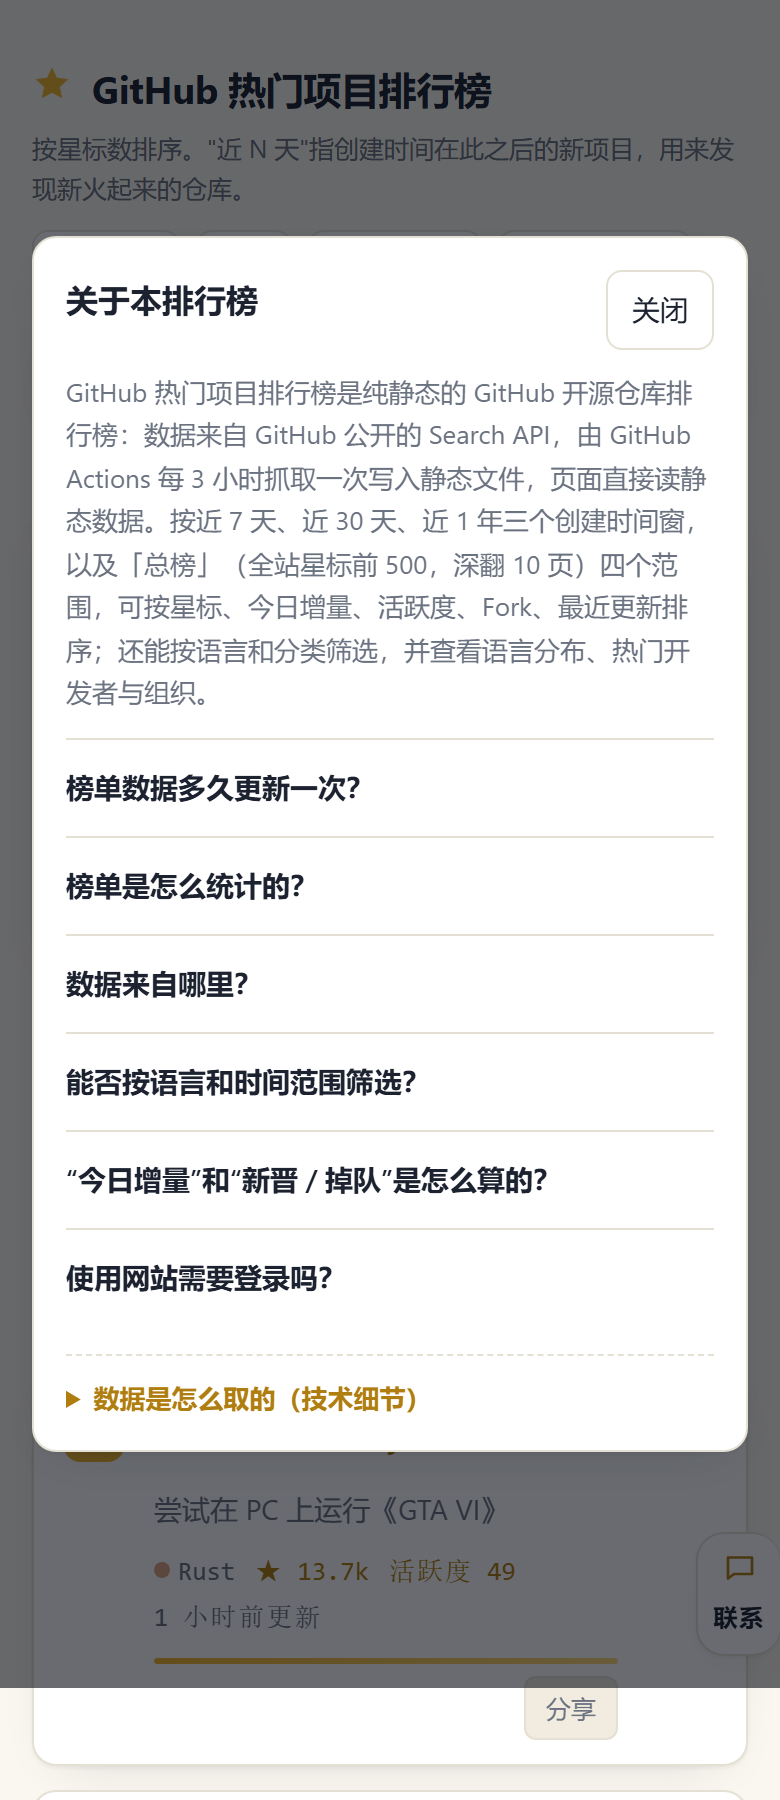 GitHub 热门项目排行榜
按星标数排序。"近 N 天"指创建时间在此之后的新项目，用来发
现新火起来的仓库。
关于本排行榜
关闭
GitHub 热门项目排行榜是纯静态的 GitHub 开源仓库排
行榜：数据来自 GitHub 公开的 Search API，由 GitHub
Actions 每 3 小时抓取一次写入静态文件，页面直接读静
态数据。按近 7 天、近 30 天、近 1 年三个创建时间窗，
以及「总榜」（全站星标前 500，深翻 10 页）四个范
围，可按星标、今日增量、活跃度、Fork、最近更新排
序；还能按语言和分类筛选，并查看语言分布、热门开
发者与组织。
榜单数据多久更新一次？
榜单是怎么统计的？
数据来自哪里？
能否按语言和时间范围筛选？
“今日增量”和“新晋 / 掉队”是怎么算的？
使用网站需要登录吗？
数据是怎么取的（技术细节）
尝试在 PC 上运行《GTA VI》
Rust ★ 13.7k 活跃度 49
1 小时前更新
联系
分享